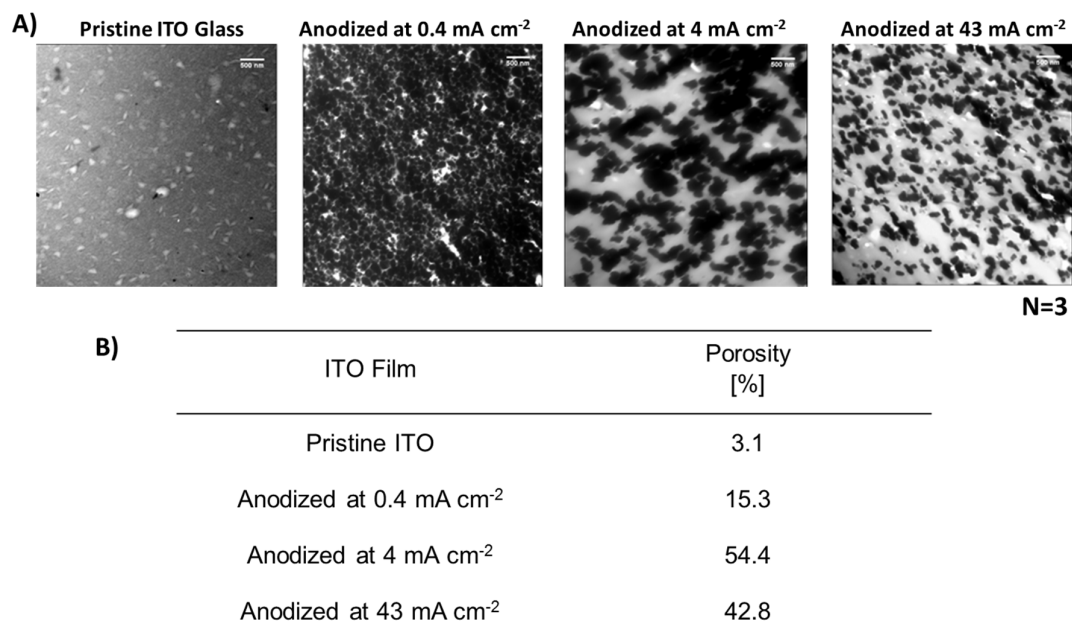 A)
Pristine ITO Glass
Anodized at 0.4 mA cm-2
Anodized at 4 mA cm-2
Anodized at 43 mA cm-2
500 nm
500 nm
500 nm
500 nm
N=3
B)
ITO Film
Porosity
[%]
Pristine ITO 3.1
Anodized at 0.4 mA cm-2 15.3
Anodized at 4 mA cm-2 54.4
Anodized at 43 mA cm-2 42.8